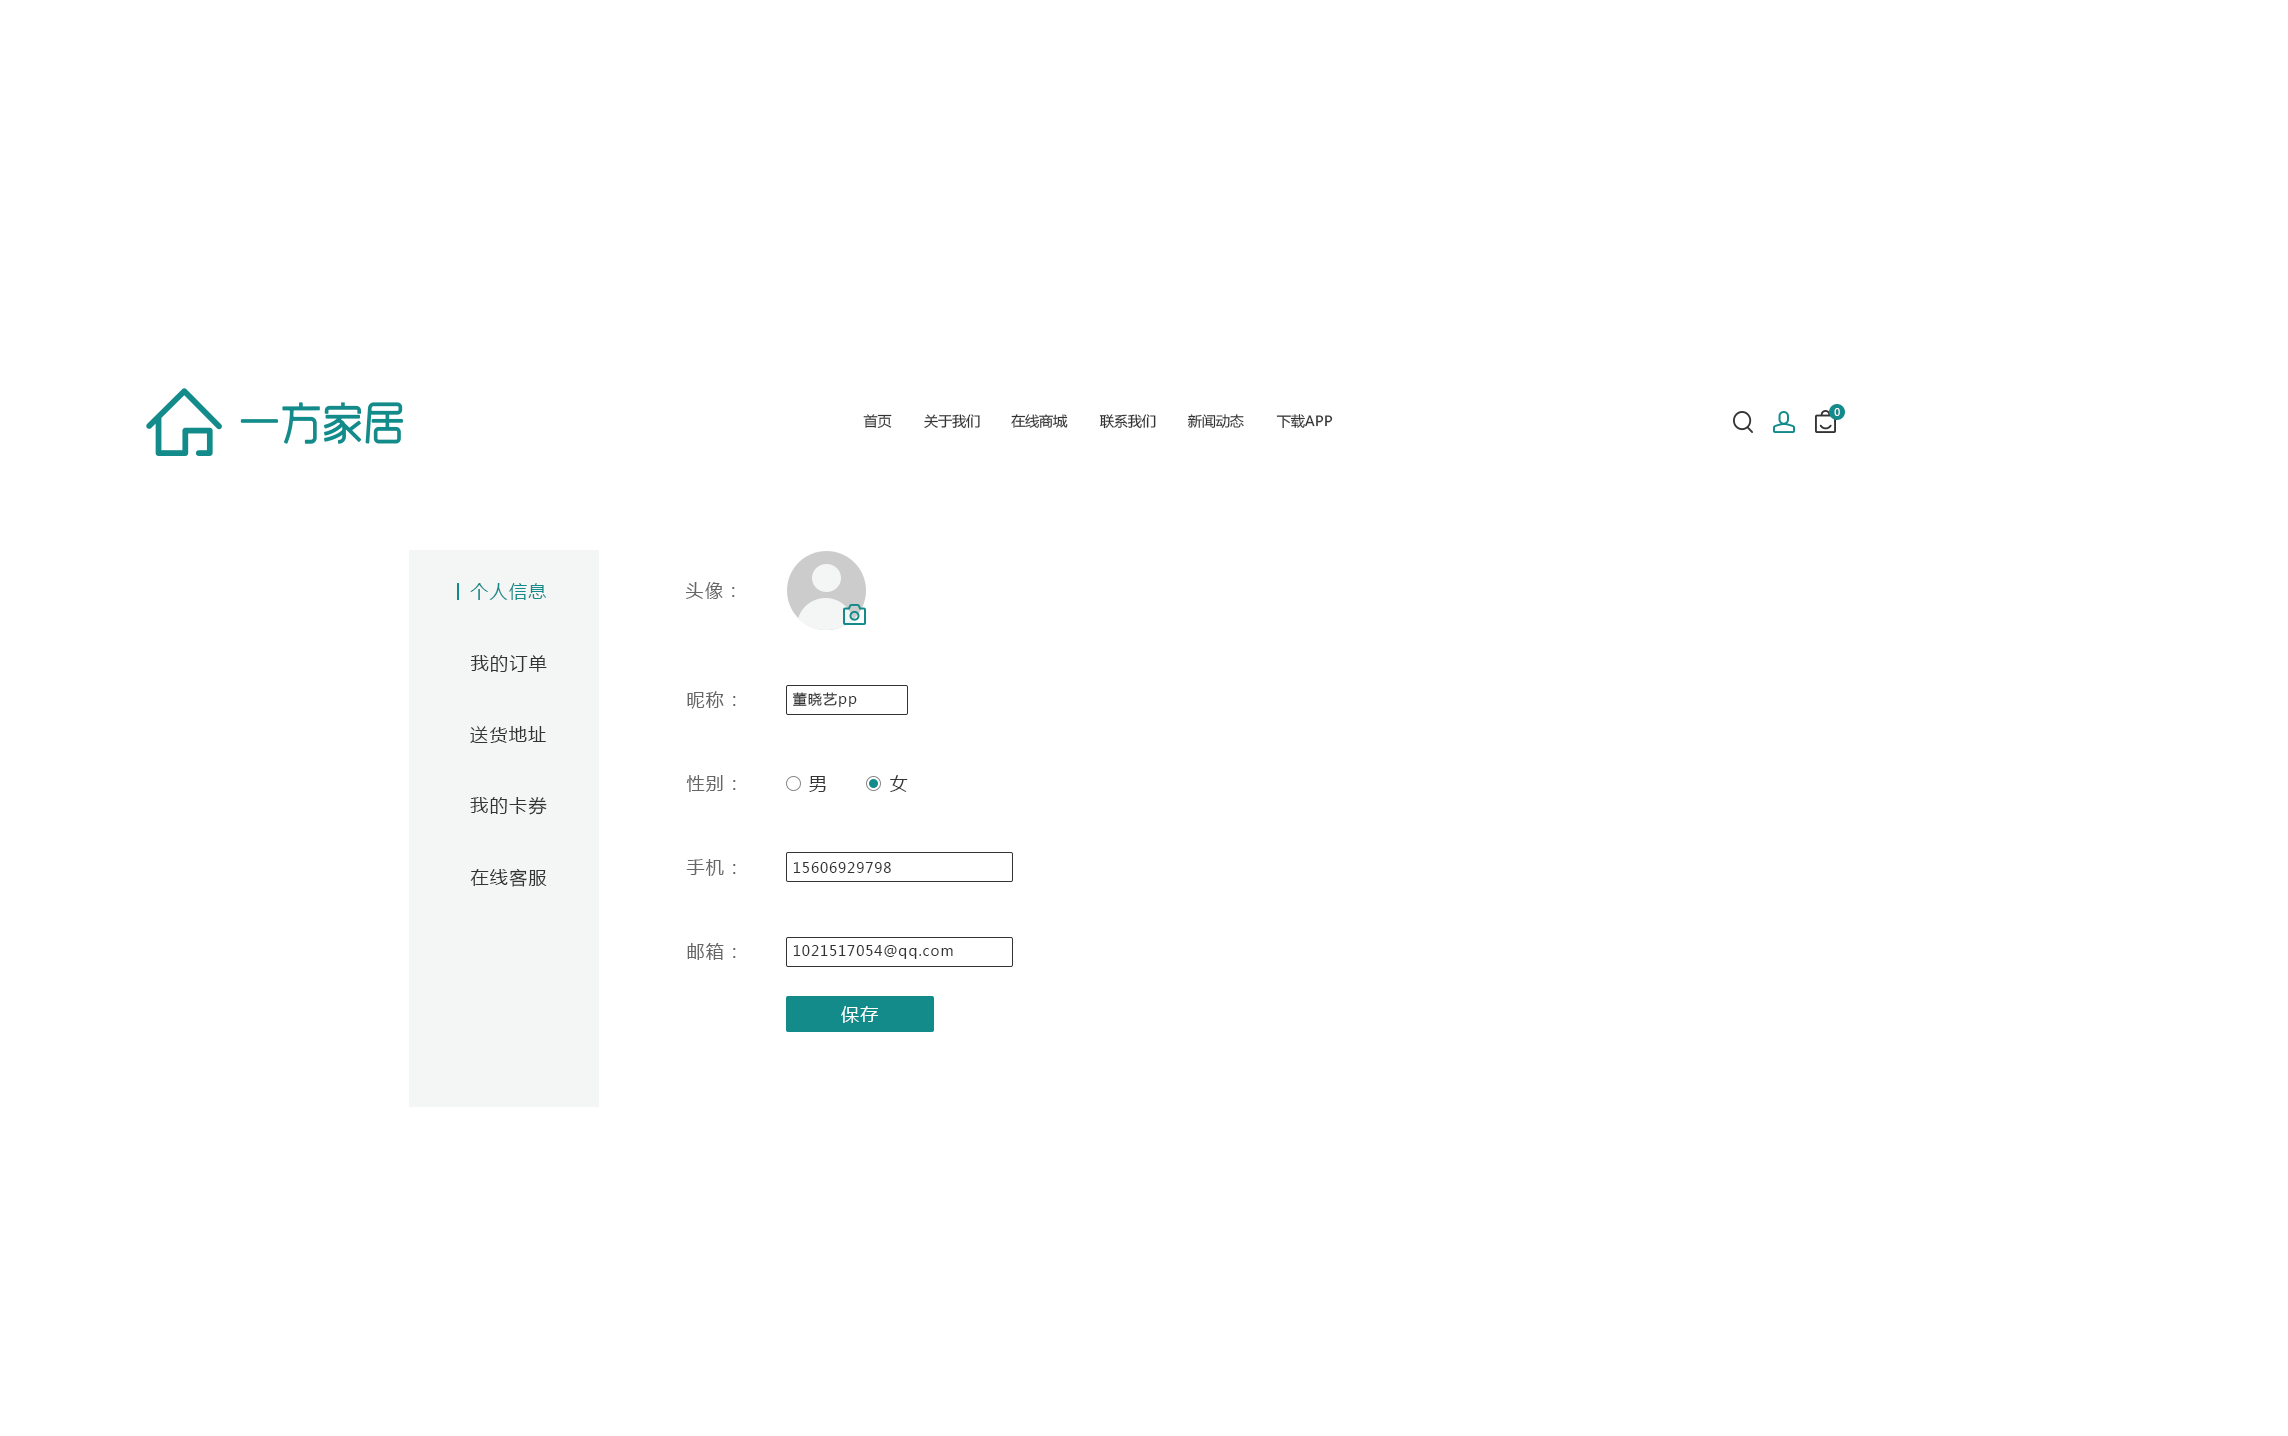 一方家居
首页 关于我们 在线商城 联系我们 新闻动态 下载APP
0
个人信息
我的订单
送货地址
我的卡券
在线客服
头像：
昵称： 董晓艺pp
性别： 男 女
手机： 15606929798
邮箱： 1021517054@qq.com
保存